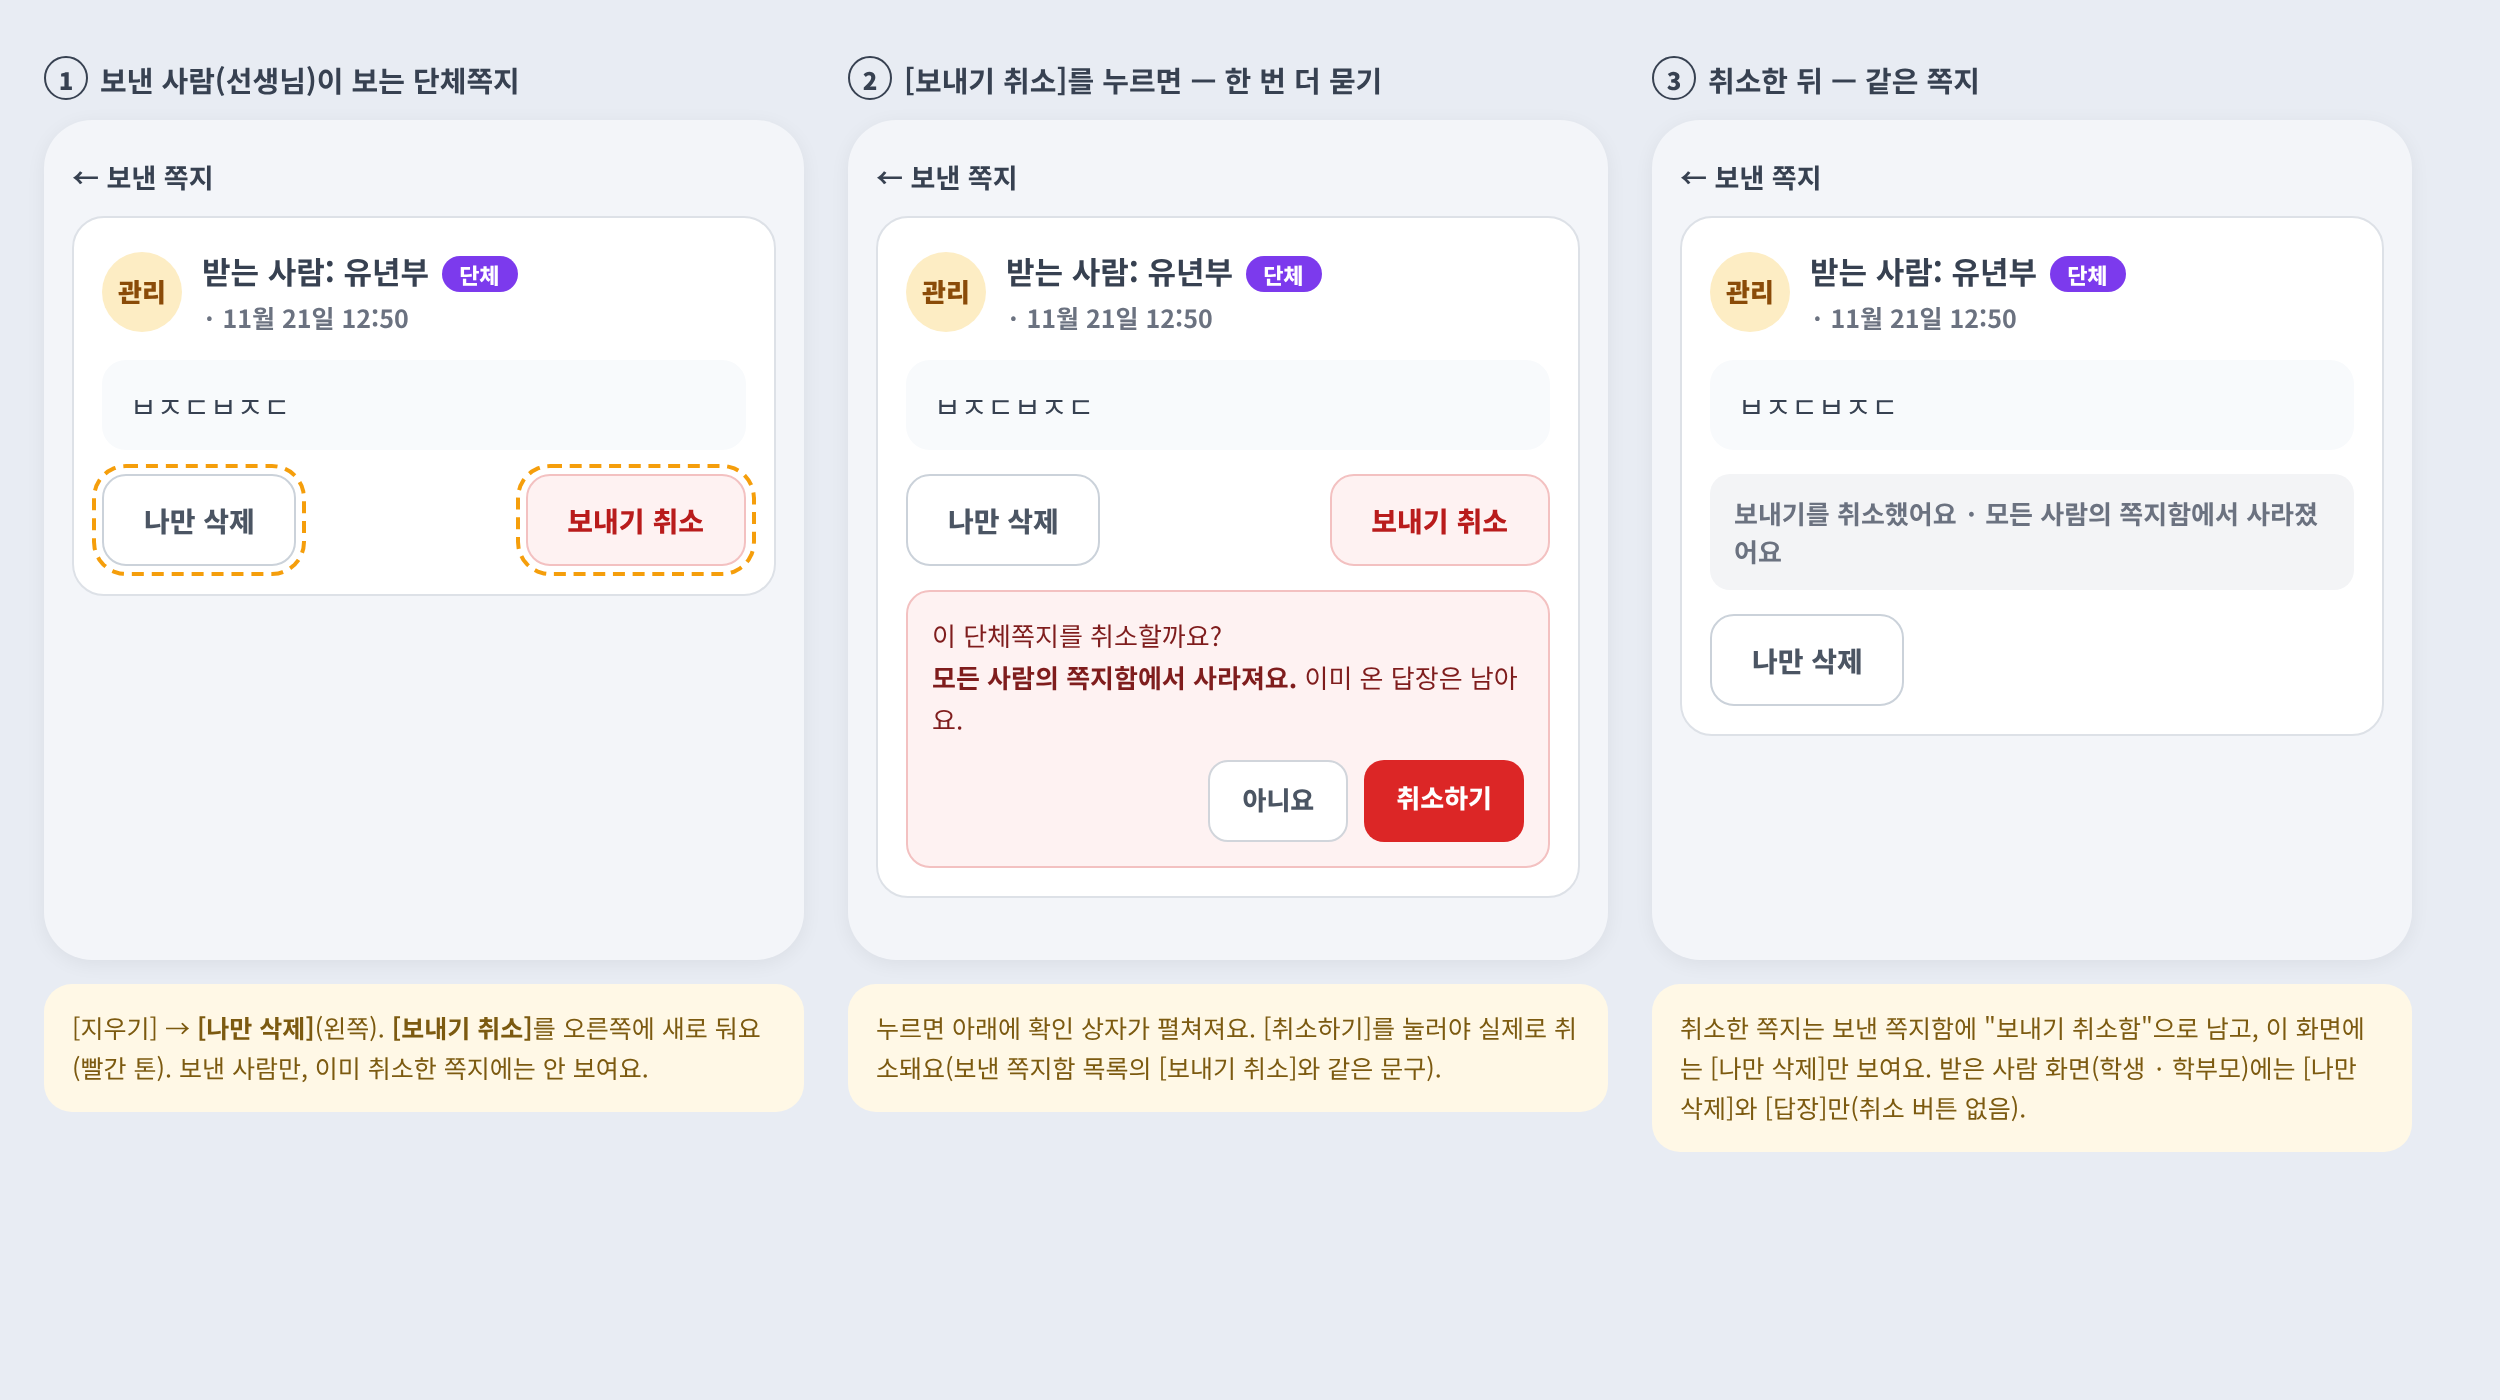 1 보낸 사람(선생님)이 보는 단체쪽지
← 보낸 쪽지
관리
받는 사람: 유년부 단체
· 11월 21일 12:50
ㅂㅈㄷㅂㅈㄷ
나만 삭제
보내기 취소
[지우기] → [나만 삭제](왼쪽). [보내기 취소]를 오른쪽에 새로 둬요
(빨간 톤). 보낸 사람만, 이미 취소한 쪽지에는 안 보여요.
2 [보내기 취소]를 누르면 — 한 번 더 묻기
← 보낸 쪽지
관리
받는 사람: 유년부 단체
· 11월 21일 12:50
ㅂㅈㄷㅂㅈㄷ
나만 삭제
보내기 취소
이 단체쪽지를 취소할까요?
모든 사람의 쪽지함에서 사라져요. 이미 온 답장은 남아
요.
아니요
취소하기
누르면 아래에 확인 상자가 펼쳐져요. [취소하기]를 눌러야 실제로 취
소돼요(보낸 쪽지함 목록의 [보내기 취소]와 같은 문구).
3 취소한 뒤 — 같은 쪽지
← 보낸 쪽지
관리
받는 사람: 유년부 단체
· 11월 21일 12:50
ㅂㅈㄷㅂㅈㄷ
보내기를 취소했어요 · 모든 사람의 쪽지함에서 사라졌
어요
나만 삭제
취소한 쪽지는 보낸 쪽지함에 "보내기 취소함"으로 남고, 이 화면에
는 [나만 삭제]만 보여요. 받은 사람 화면(학생 · 학부모)에는 [나만
삭제]와 [답장]만(취소 버튼 없음).